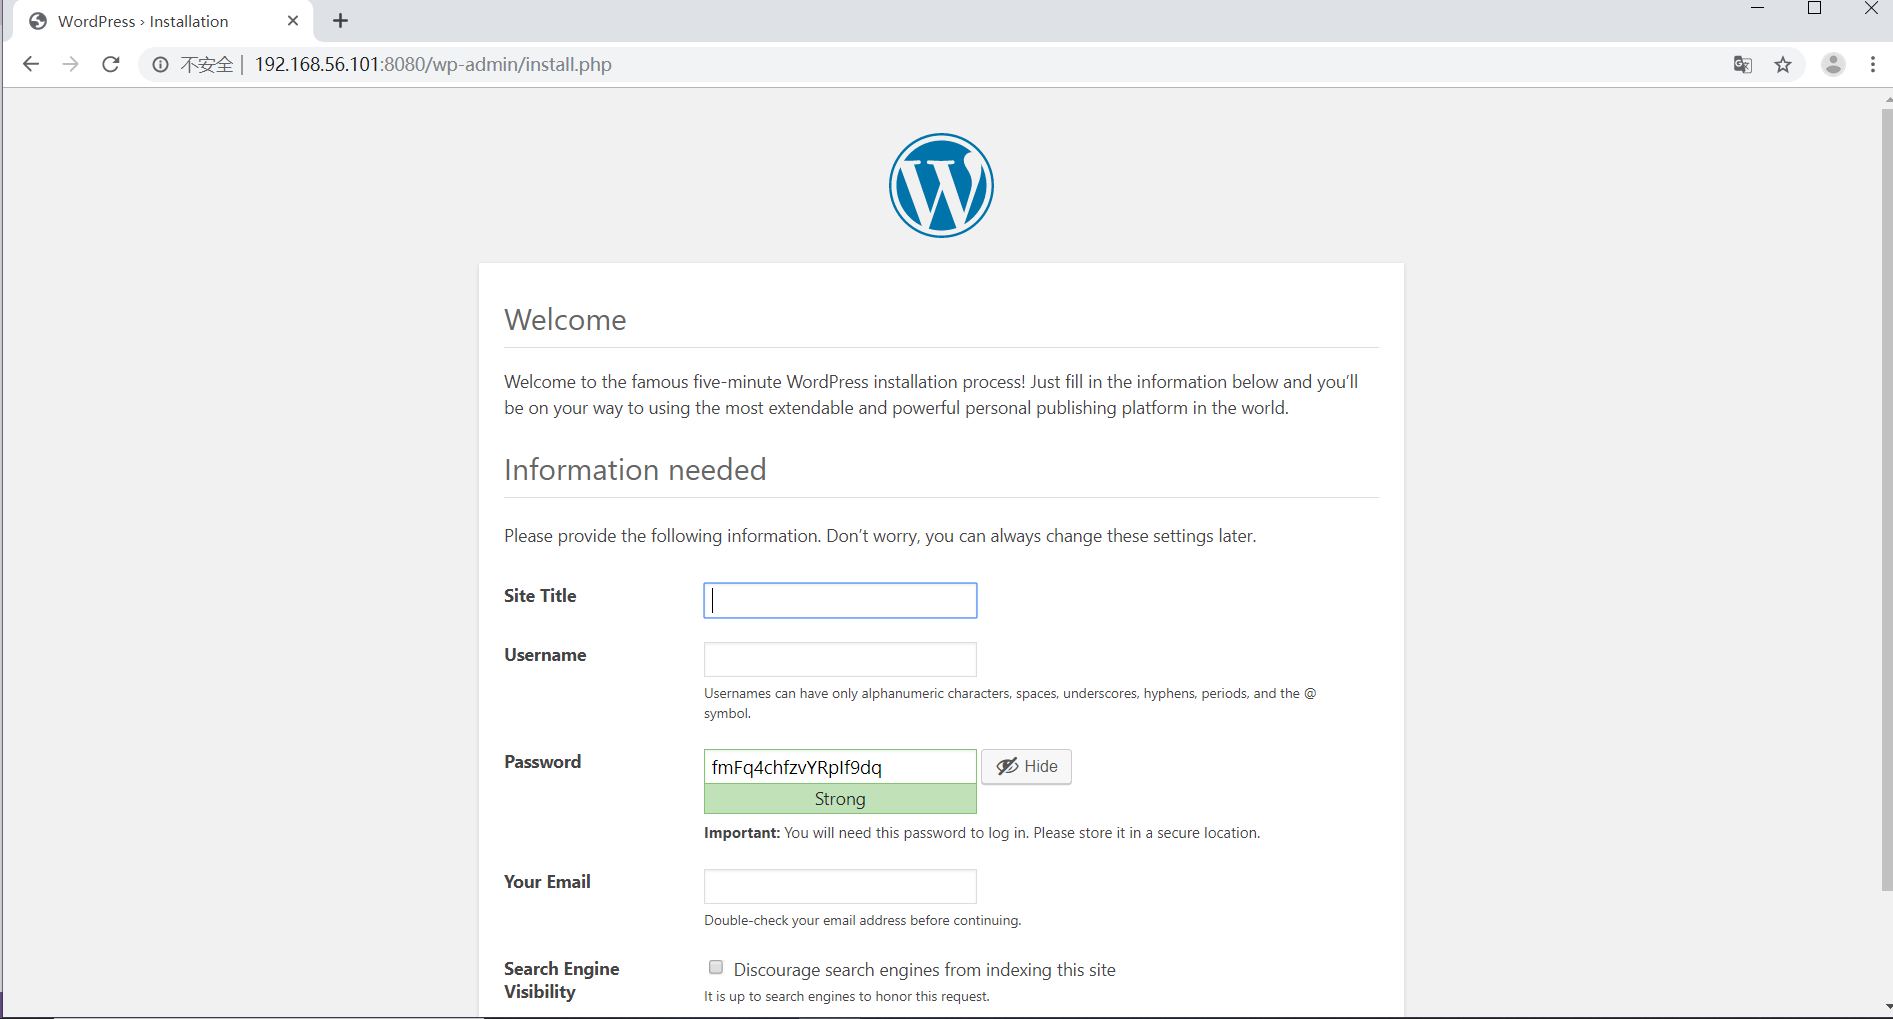 WordPress › Installation
不安全 | 192.168.56.101:8080/wp-admin/install.php
Welcome
Welcome to the famous five-minute WordPress installation process! Just fill in the information below and you’ll
be on your way to using the most extendable and powerful personal publishing platform in the world.
Information needed
Please provide the following information. Don’t worry, you can always change these settings later.
Site Title
Username
Usernames can have only alphanumeric characters, spaces, underscores, hyphens, periods, and the @
symbol.
Password
fmFq4chfzvYRpIf9dq
Hide
Strong
Important: You will need this password to log in. Please store it in a secure location.
Your Email
Double-check your email address before continuing.
Search Engine
Visibility
Discourage search engines from indexing this site
It is up to search engines to honor this request.